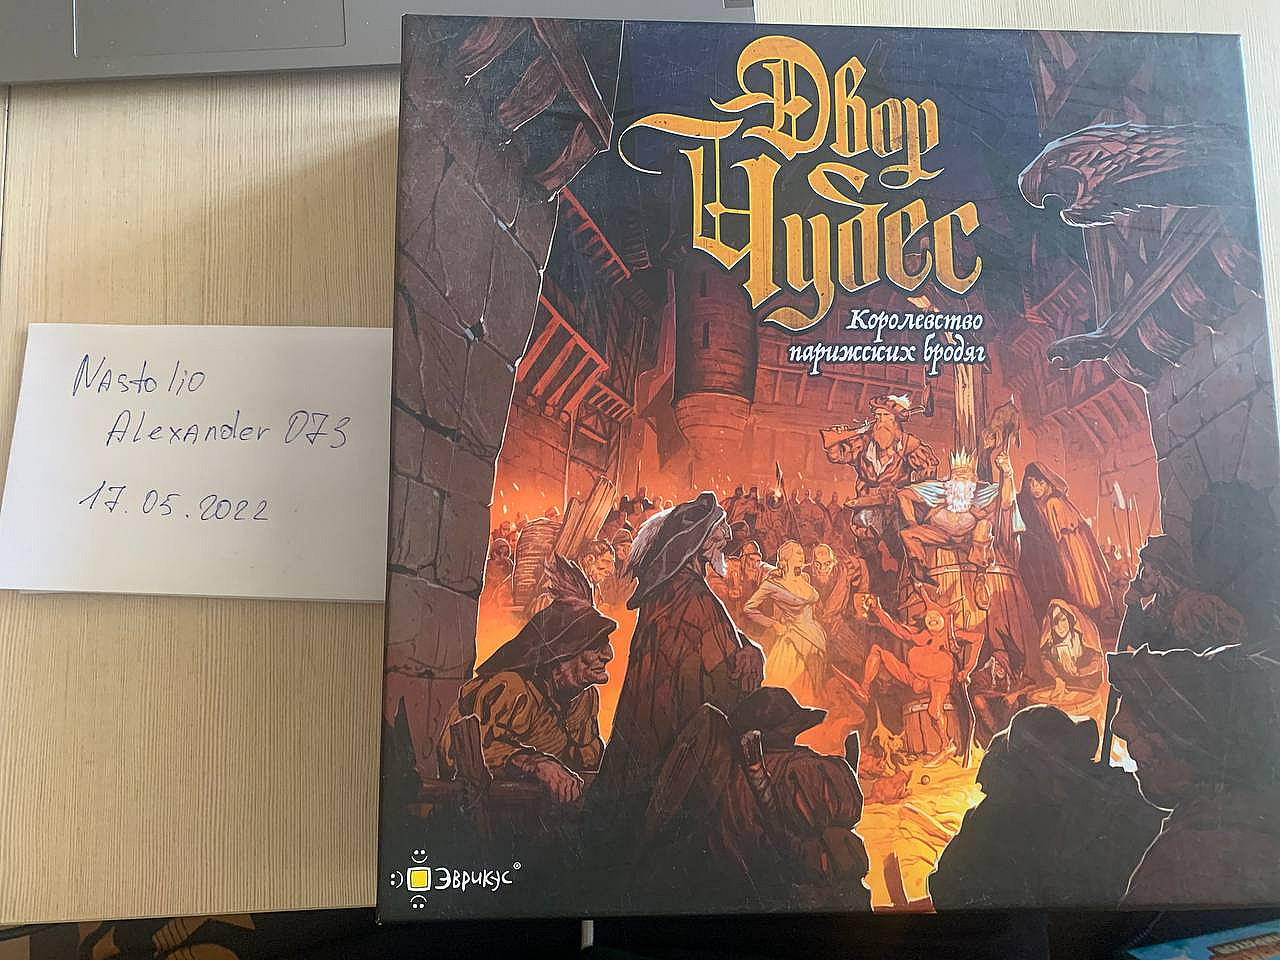 Nastolio
Alexander 073
17.05.2022
Двор
Чудес
Королевство
парижских бродяг
Эврикус®